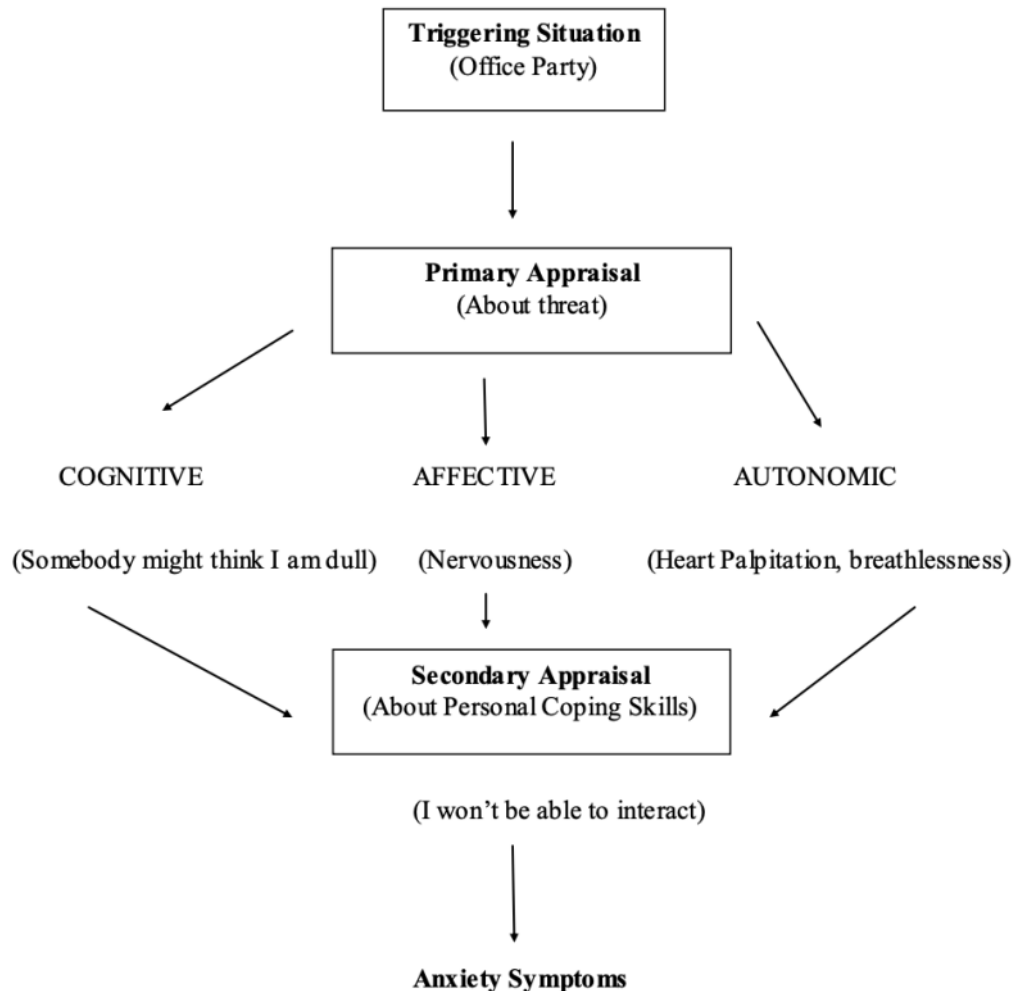 Triggering Situation
(Office Party)
Primary Appraisal
(About threat)
COGNITIVE AFFECTIVE AUTONOMIC
(Somebody might think I am dull) (Nervousness) (Heart Palpitation, breathlessness)
Secondary Appraisal
(About Personal Coping Skills)
(I won’t be able to interact)
Anxiety Symptoms